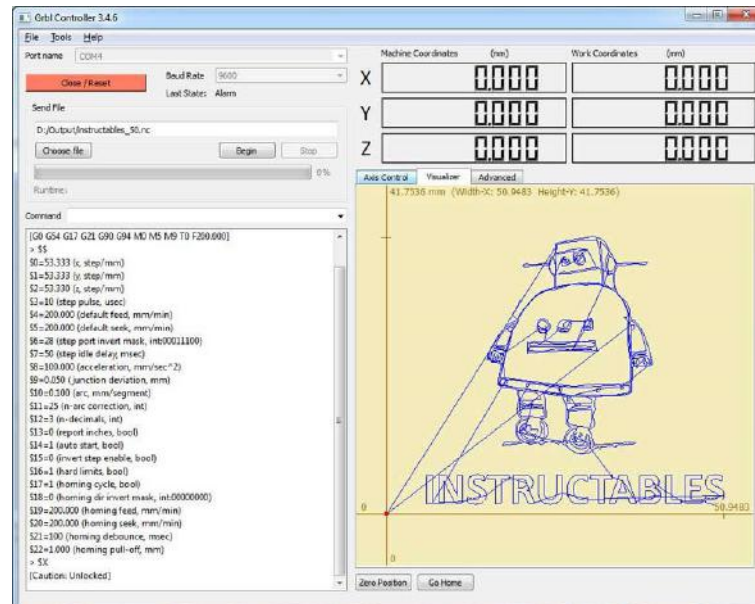 Grbl Controller 3.4.6
File Tools Help
Port name COM4
Close / Reset
Baud Rate 9600
Last State: Alarm
Send File
D:/Output/Instructables_50.nc
Choose file Begin Stop
0%
Runtime:
Command
[G0 G54 G17 G21 G90 G94 M0 M5 M9 T0 F200.000]
> $$
$0=53.333 (x, step/mm)
$1=53.333 (y, step/mm)
$2=53.330 (z, step/mm)
$3=10 (step pulse, usec)
$4=200.000 (default feed, mm/min)
$5=200.000 (default seek, mm/min)
$6=28 (step port invert mask, int:00011100)
$7=50 (step idle delay, msec)
$8=100.000 (acceleration, mm/sec^2)
$9=0.050 (junction deviation, mm)
$10=0.100 (arc, mm/segment)
$11=25 (n-arc correction, int)
$12=3 (n-decimals, int)
$13=0 (report inches, bool)
$14=1 (auto start, bool)
$15=0 (invert step enable, bool)
$16=1 (hard limits, bool)
$17=1 (homing cycle, bool)
$18=0 (homing dir invert mask, int:00000000)
$19=200.000 (homing feed, mm/min)
$20=200.000 (homing seek, mm/min)
$21=100 (homing debounce, msec)
$22=1.000 (homing pull-off, mm)
> $X
[Caution: Unlocked]
Machine Coordinates (mm) Work Coordinates (mm)
X 0.000 0.000
Y 0.000 0.000
Z 0.000 0.000
Axis Control Visualizer Advanced
41.7536 mm (Width-X: 50.9483 Height-Y: 41.7536)
INSTRUCTABLES
0 50.9483
0
Zero Position Go Home